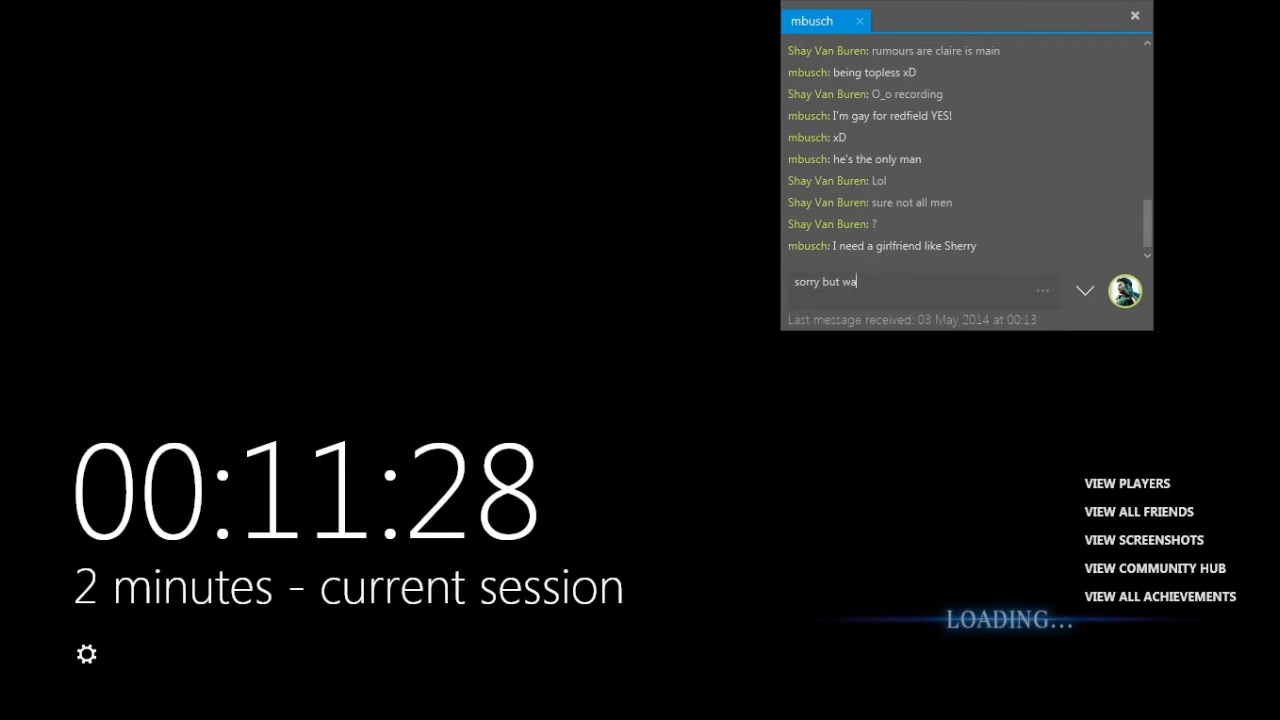 mbusch
Shay Van Buren: rumours are claire is main
mbusch: being topless xD
Shay Van Buren: O_o recording
mbusch: I'm gay for redfield YES!
mbusch: xD
mbusch: he's the only man
Shay Van Buren: Lol
Shay Van Buren: sure not all men
Shay Van Buren: ?
mbusch: I need a girlfriend like Sherry
sorry but wa
Last message received: 03 May 2014 at 00:13
00:11:28
2 minutes - current session
VIEW PLAYERS
VIEW ALL FRIENDS
VIEW SCREENSHOTS
VIEW COMMUNITY HUB
VIEW ALL ACHIEVEMENTS
LOADING...